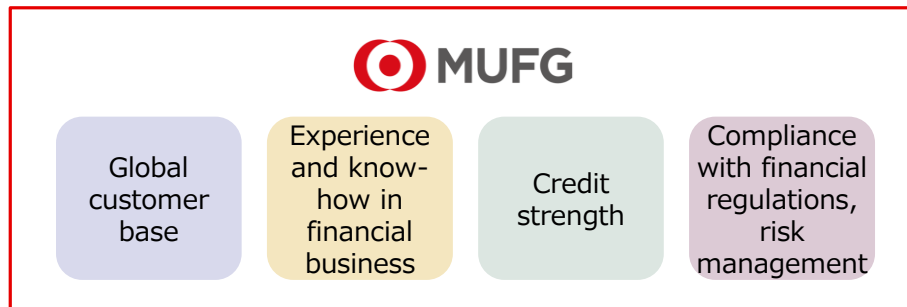 MUFG
Global
customer
base
Experience
and know-
how in
financial
business
Credit
strength
Compliance
with financial
regulations,
risk
management